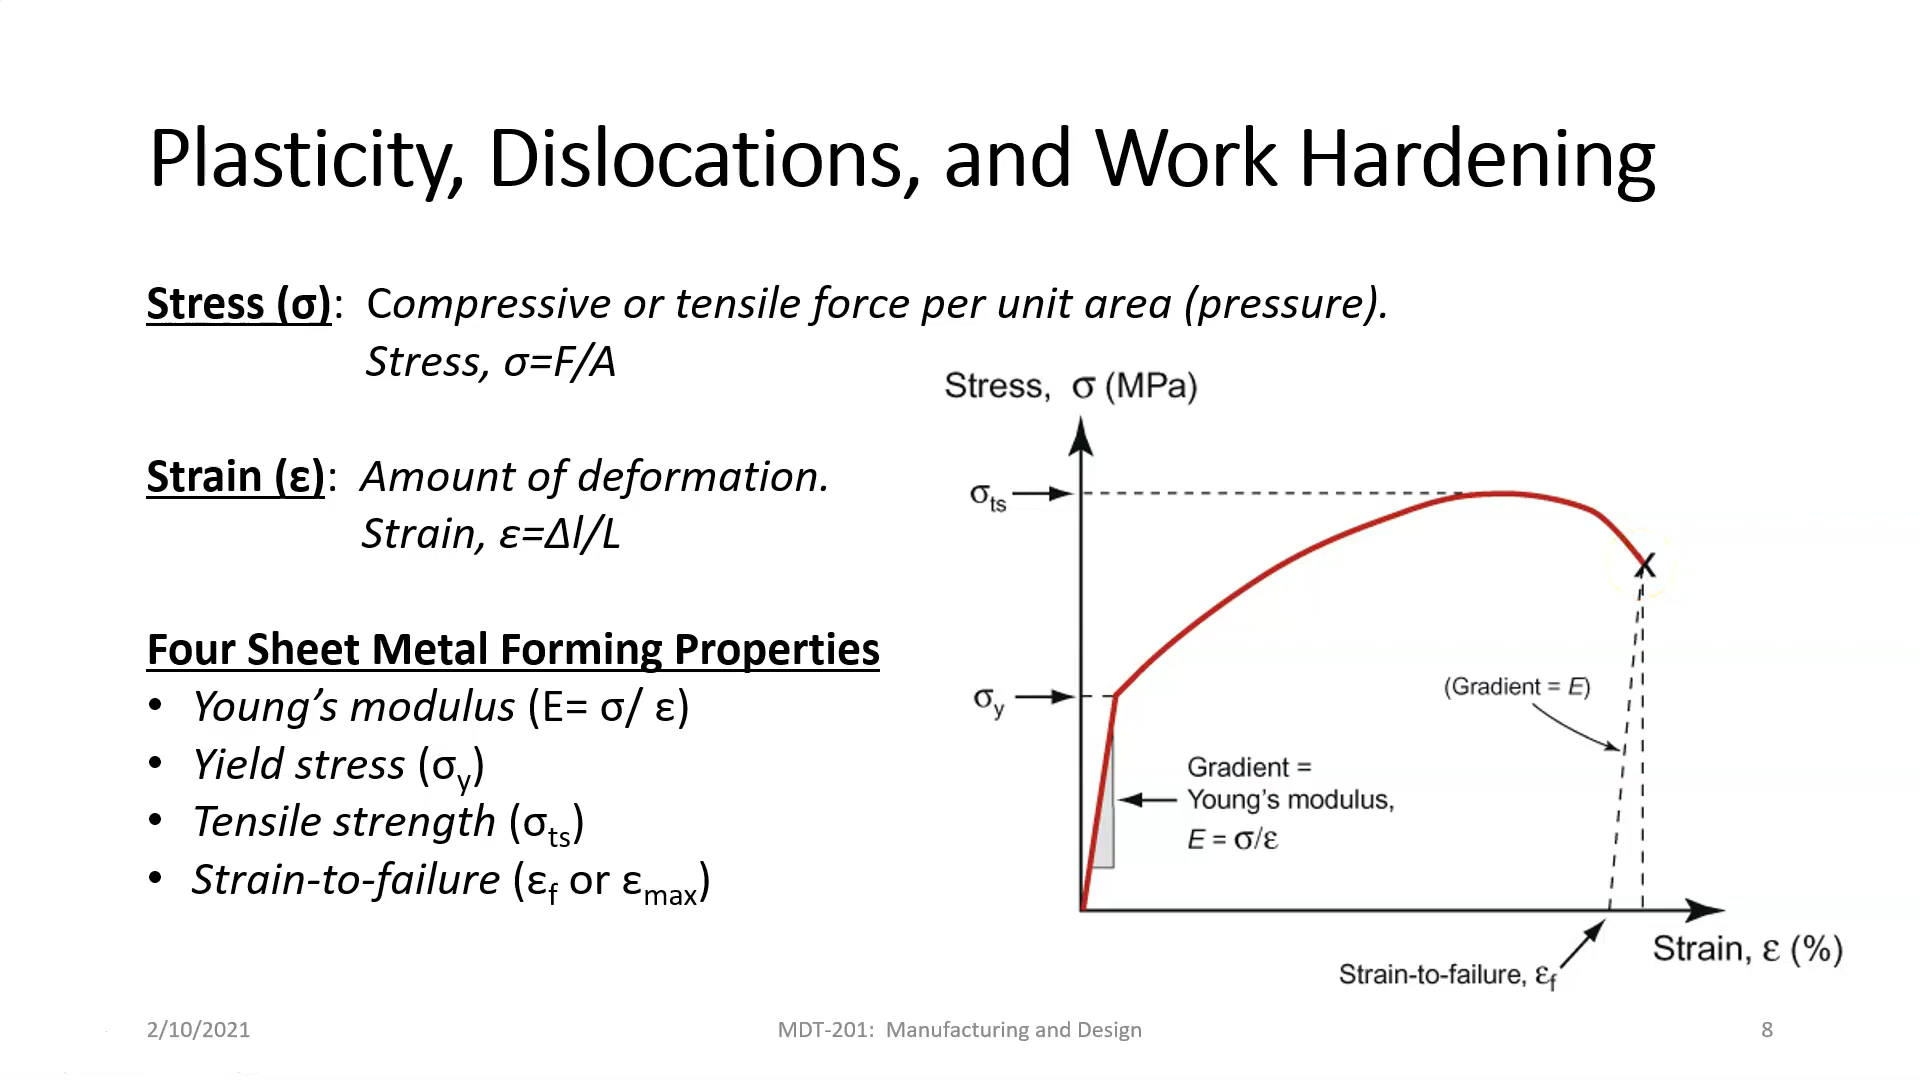 Plasticity, Dislocations, and Work Hardening
Stress (σ): Compressive or tensile force per unit area (pressure).
Stress, σ=F/A
Strain (ε): Amount of deformation.
Strain, ε=Δl/L
Four Sheet Metal Forming Properties
• Young’s modulus (E= σ/ ε)
• Yield stress (σy)
• Tensile strength (σts)
• Strain-to-failure (εf or εmax)
Stress, σ (MPa)
σts
σy
(Gradient = E)
Gradient =
Young’s modulus,
E = σ/ε
Strain, ε (%)
Strain-to-failure, εf
2/10/2021
MDT-201: Manufacturing and Design
8